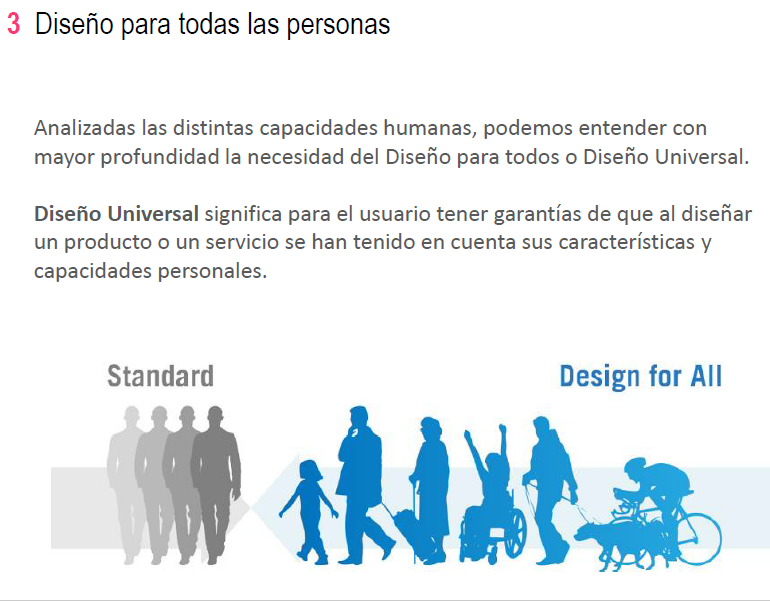 3 Diseño para todas las personas
Analizadas las distintas capacidades humanas, podemos entender con
mayor profundidad la necesidad del Diseño para todos o Diseño Universal.
Diseño Universal significa para el usuario tener garantías de que al diseñar
un producto o un servicio se han tenido en cuenta sus características y
capacidades personales.
Standard
Design for All